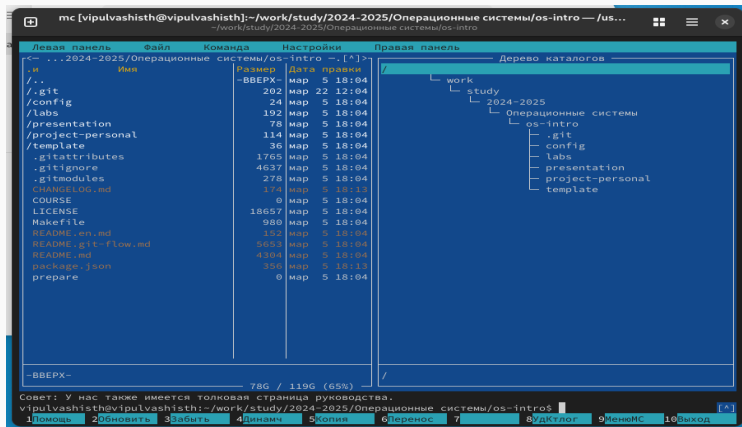 mc [vipulvashisth@vipulvashisth]:~/work/study/2024-2025/Операционные системы/os-intro — /us...
~/work/study/2024-2025/Операционные системы/os-intro
Левая панель Файл Команда Настройки Правая панель
<— ...2024-2025/Операционные системы/os-intro —.[^]>
.и Имя Размер Дата правки
/.. -ВВЕРХ- мар 5 18:04
/.git 202 мар 22 12:04
/config 24 мар 5 18:04
/labs 192 мар 5 18:04
/presentation 78 мар 5 18:04
/project-personal 114 мар 5 18:04
/template 36 мар 5 18:04
.gitattributes 1765 мар 5 18:04
.gitignore 4637 мар 5 18:04
.gitmodules 278 мар 5 18:04
CHANGELOG.md 174 мар 5 18:13
COURSE 0 мар 5 18:04
LICENSE 18657 мар 5 18:04
Makefile 980 мар 5 18:04
README.en.md 152 мар 5 18:04
README.git-flow.md 5653 мар 5 18:04
README.md 4304 мар 5 18:04
package.json 356 мар 5 18:13
prepare 0 мар 5 18:04
-ВВЕРХ-
78G / 119G (65%)
Дерево каталогов
/
work
study
2024-2025
Операционные системы
os-intro
.git
config
labs
presentation
project-personal
template
/
Совет: У нас также имеется толковая страница руководства.
vipulvashisth@vipulvashisth:~/work/study/2024-2025/Операционные системы/os-intro$ [^]
1Помощь 2Обновить 3Забыть 4Динамч 5Копия 6Перенос 7 8УдКтлог 9МенюMC 10Выход